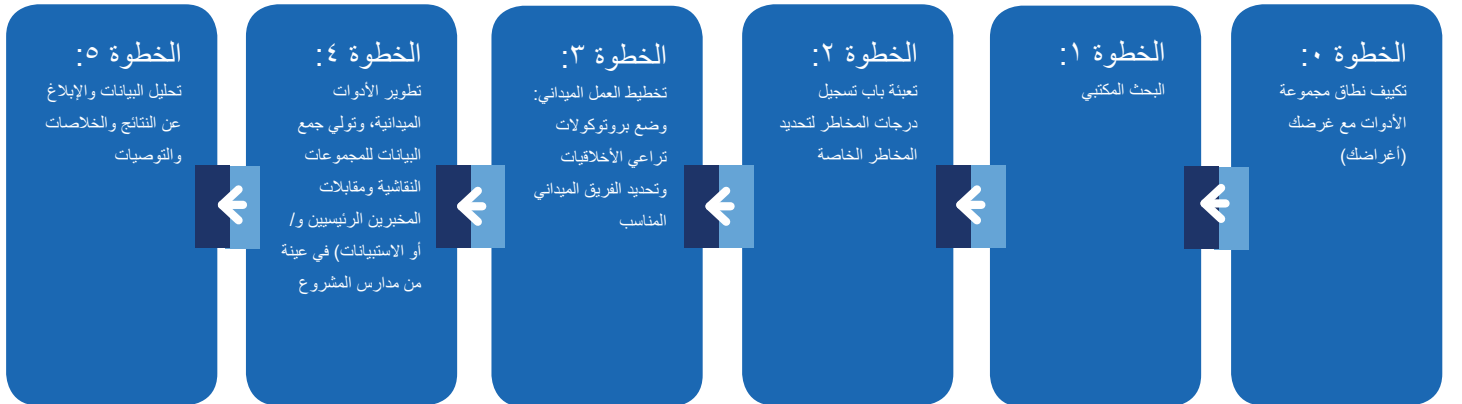 الخطوة ٠:
تكييف نطاق مجموعة
الأدوات مع غرضك
(أغراضك)
الخطوة ١:
البحث المكتبي
الخطوة ٢:
تعبئة باب تسجيل
درجات المخاطر لتحديد
المخاطر الخاصة
الخطوة ٣:
تخطيط العمل الميداني:
وضع بروتوكولات
تراعي الأخلاقيات
وتحديد الفريق الميداني
المناسب
الخطوة ٤:
تطوير الأدوات
الميدانية، وتولي جمع
البيانات للمجموعات
النقاشية ومقابلات
المخبرين الرئيسيين و/
أو الاستبيانات) في عينة
من مدارس المشروع
الخطوة ٥:
تحليل البيانات والإبلاغ
عن النتائج والخلاصات
والتوصيات